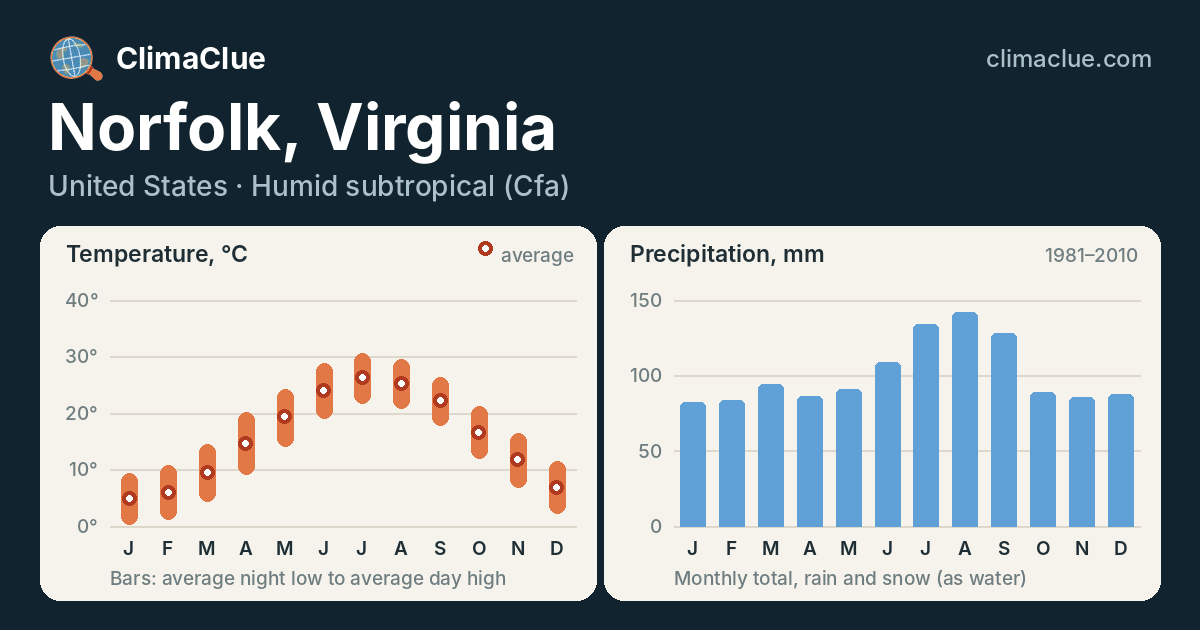 ClimaClue
climaclue.com
Norfolk, Virginia
United States · Humid subtropical (Cfa)
Temperature, °C
average
40°
30°
20°
10°
0°
J F M A M J J A S O N D
Bars: average night low to average day high
Precipitation, mm
1981–2010
150
100
50
0
J F M A M J J A S O N D
Monthly total, rain and snow (as water)